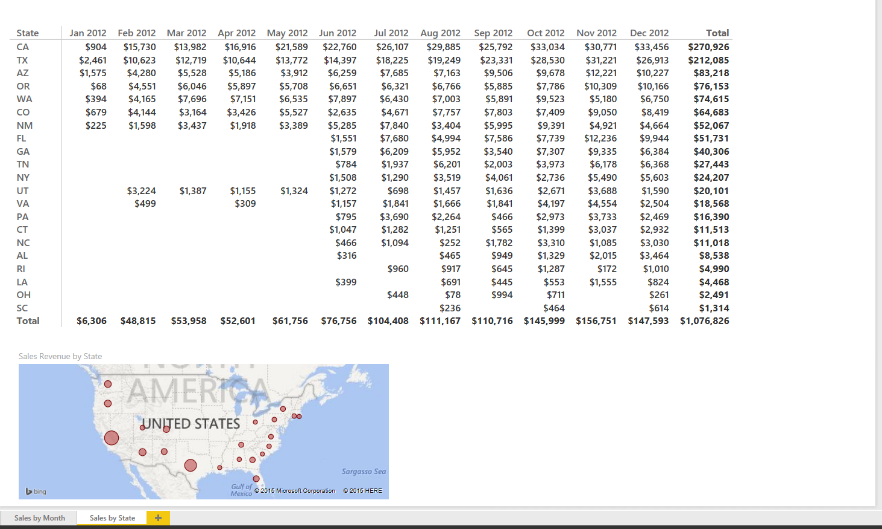 State Jan 2012 Feb 2012 Mar 2012 Apr 2012 May 2012 Jun 2012 Jul 2012 Aug 2012 Sep 2012 Oct 2012 Nov 2012 Dec 2012 Total
CA $904 $15,730 $13,982 $16,916 $21,589 $22,760 $26,107 $29,885 $25,792 $33,034 $30,771 $33,456 $270,926
TX $2,461 $10,623 $12,719 $10,644 $13,772 $14,397 $18,225 $19,249 $23,331 $28,530 $31,221 $26,913 $212,085
AZ $1,575 $4,280 $5,528 $5,186 $3,912 $6,259 $7,685 $7,163 $9,506 $9,678 $12,221 $10,227 $83,218
OR $68 $4,551 $6,046 $5,897 $5,708 $6,651 $6,321 $6,766 $5,885 $7,786 $10,309 $10,166 $76,153
WA $394 $4,165 $7,696 $7,151 $6,535 $7,897 $6,430 $7,003 $5,891 $9,523 $5,180 $6,750 $74,615
CO $679 $4,144 $3,164 $3,426 $5,527 $2,635 $4,671 $7,757 $7,803 $7,409 $9,050 $8,419 $64,683
NM $225 $1,598 $3,437 $1,918 $3,389 $5,285 $7,840 $3,404 $5,995 $9,391 $4,921 $4,664 $52,067
FL $1,551 $7,680 $4,994 $7,586 $7,739 $12,236 $9,944 $51,731
GA $1,579 $6,209 $5,952 $3,540 $7,307 $9,335 $6,384 $40,306
TN $784 $1,937 $6,201 $2,003 $3,973 $6,178 $6,368 $27,443
NY $1,508 $1,290 $3,519 $4,061 $2,736 $5,490 $5,603 $24,207
UT $3,224 $1,387 $1,155 $1,324 $1,272 $698 $1,457 $1,636 $2,671 $3,688 $1,590 $20,101
VA $499 $309 $1,157 $1,841 $1,666 $1,841 $4,197 $4,554 $2,504 $18,568
PA $795 $3,690 $2,264 $466 $2,973 $3,733 $2,469 $16,390
CT $1,047 $1,282 $1,251 $565 $1,399 $3,037 $2,932 $11,513
NC $466 $1,094 $252 $1,782 $3,310 $1,085 $3,030 $11,018
AL $316 $465 $949 $1,329 $2,015 $3,464 $8,538
RI $960 $917 $645 $1,287 $172 $1,010 $4,990
LA $399 $691 $445 $553 $1,555 $824 $4,468
OH $448 $78 $994 $711 $261 $2,491
SC $236 $464 $614 $1,314
Total $6,306 $48,815 $53,958 $52,601 $61,756 $76,756 $104,408 $111,167 $110,716 $145,999 $156,751 $147,593 $1,076,826
Sales Revenue by State
AMERICA
UNITED STATES
Sargasso Sea
Gulf of
Mexico
bing
© 2015 Microsoft Corporation © 2015 HERE
Sales by Month Sales by State +